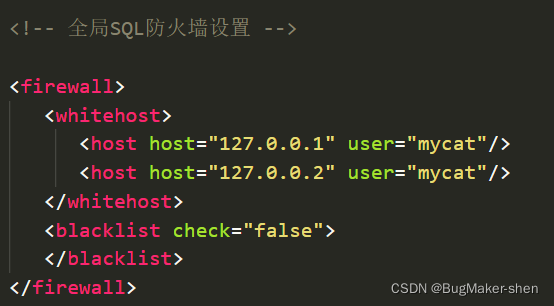 <!-- 全局SQL防火墙设置 -->
<firewall>
<whitehost>
<host host="127.0.0.1" user="mycat"/>
<host host="127.0.0.2" user="mycat"/>
</whitehost>
<blacklist check="false">
</blacklist>
</firewall>
CSDN @BugMaker-shen